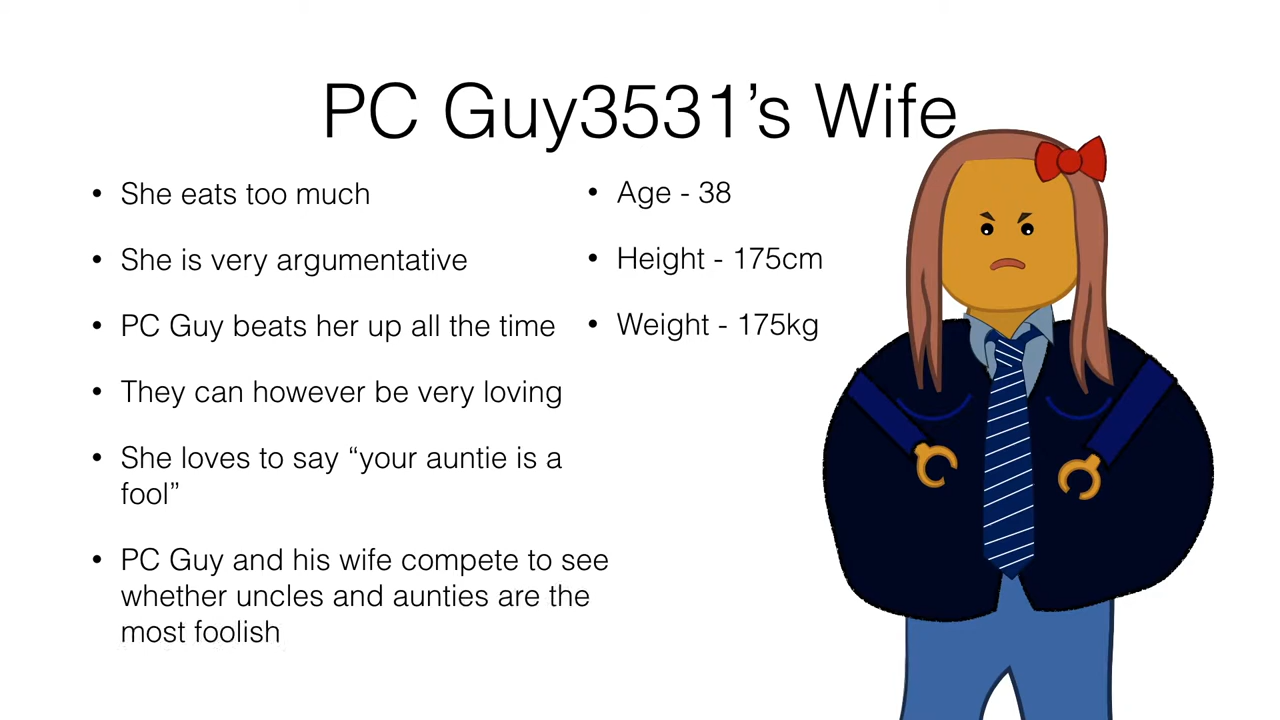 PC Guy3531’s Wife
• She eats too much
• She is very argumentative
• PC Guy beats her up all the time
• They can however be very loving
• She loves to say “your auntie is a
fool”
• PC Guy and his wife compete to see
whether uncles and aunties are the
most foolish
• Age - 38
• Height - 175cm
• Weight - 175kg